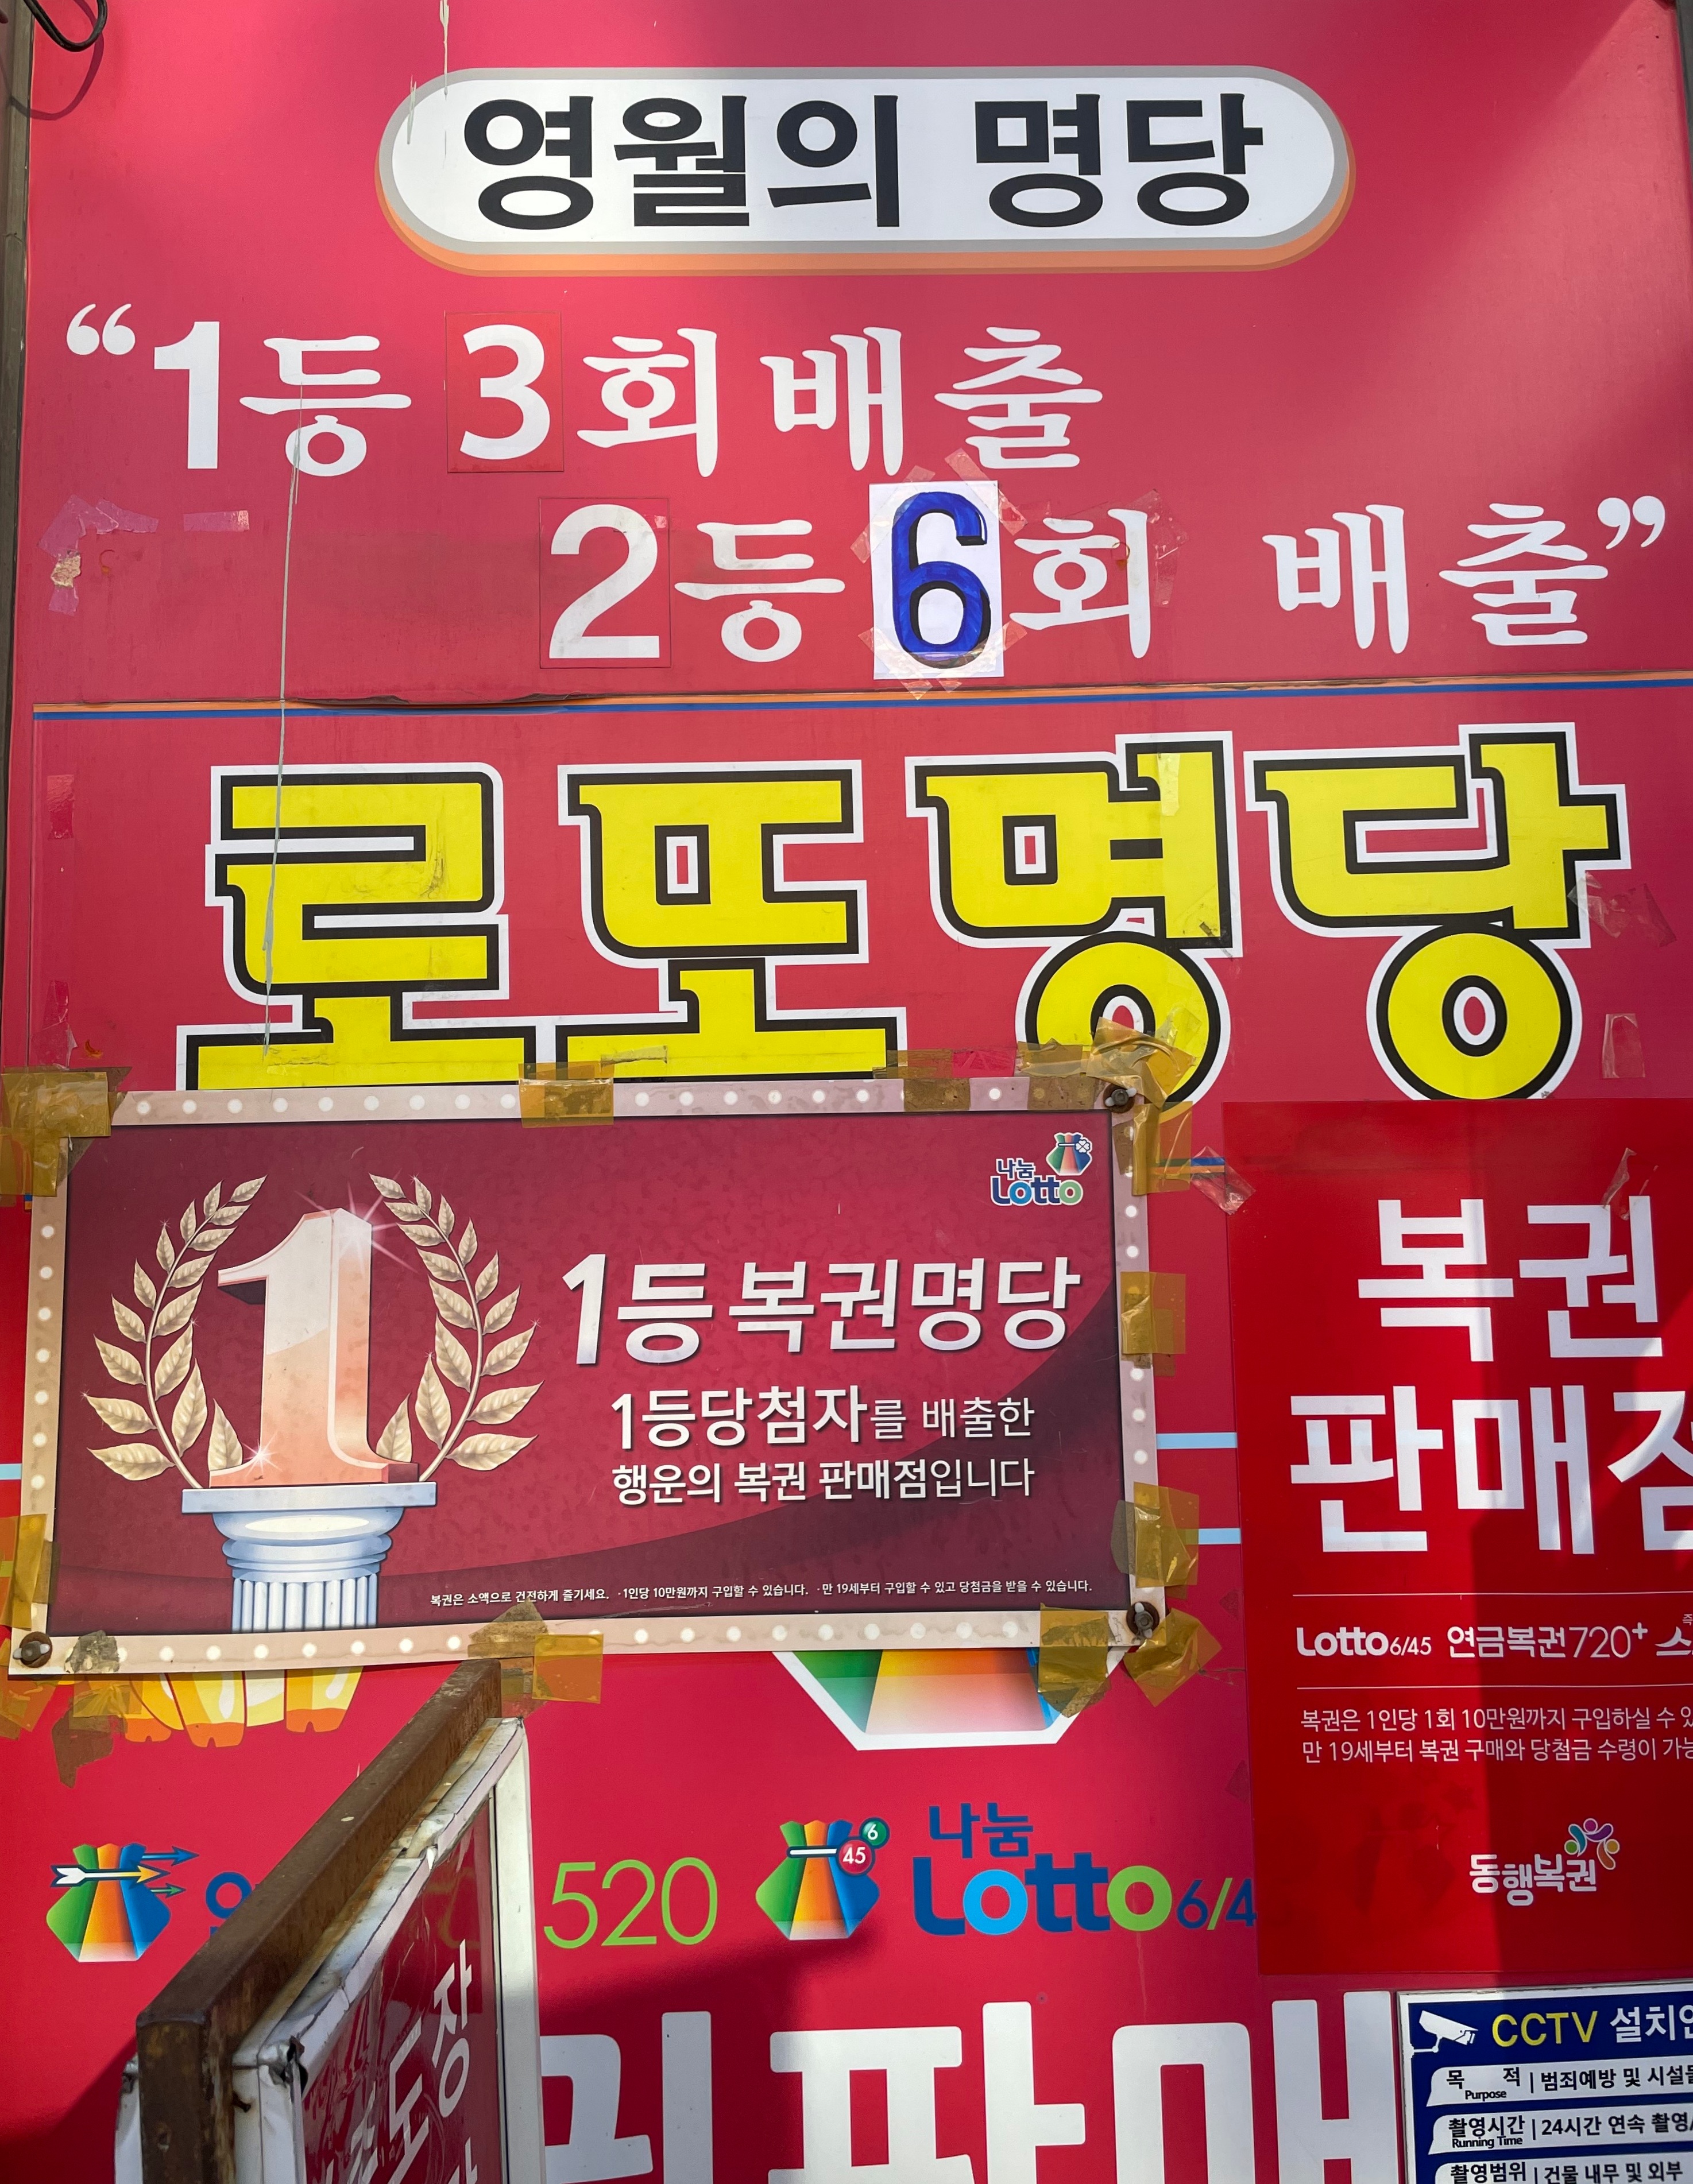 영월의 명당
“1등 3회 배출
2등 6회 배출”
로또명당
나눔
Lotto
1등 복권명당
1등당첨자를 배출한
행운의 복권 판매점입니다
복권은 소액으로 건전하게 즐기세요. ·1인당 10만원까지 구입할 수 있습니다. ·만 19세부터 구입할 수 있고 당첨금을 받을 수 있습니다.
복권
판매점
Lotto 6/45 연금복권720+
복권은 1인당 1회 10만원까지 구입하실 수
만 19세부터 복권 구매와 당첨금 수령이
동행복권
520
6
45
나눔
Lotto 6/4
판매
CCTV 설치
목 적 범죄예방 및
Purpose
촬영시간 24시간 연속 촬영
Running Time
촬영범위 건물 내무 및 외부